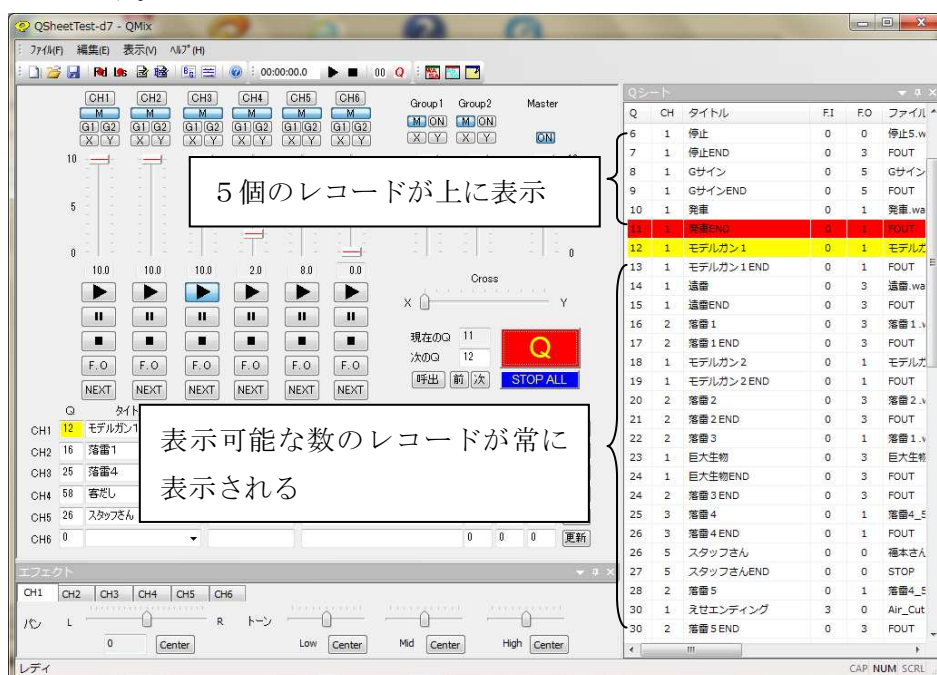 QSheetTest-d7 - QMix
ファイル(F) 編集(E) 表示(V) ヘルプ(H)
00:00:00.0 00 Q
CH1 CH2 CH3 CH4 CH5 CH6 Group1 Group2 Master
M M M M M M M ON M ON
G1 G2 G1 G2 G1 G2 G1 G2 G1 G2 G1 G2
X Y X Y X Y X Y X Y X Y X Y X Y ON
10
5
0 0
10.0 10.0 10.0 2.0 8.0 0.0
Cross
X Y
現在のQ 11
次のQ 12
Q
F.O F.O F.O F.O F.O F.O
呼出 前 次 STOP ALL
NEXT NEXT NEXT NEXT NEXT NEXT
5個のレコードが上に表示
表示可能な数のレコードが常に
表示される
Q
CH1 12 モデルガン1
CH2 16 落雷1
CH3 25 落雷4
CH4 58 客だし
CH5 26 スタッフさん
CH6 0 0 0 0 更新
エフェクト
CH1 CH2 CH3 CH4 CH5 CH6
パン L R トーン
0 Center Low Center Mid Center High Center
レディ
Qシート
Q CH タイトル F.I F.O ファイル
6 1 停止 0 0 停止5.w
7 1 停止END 0 3 FOUT
8 1 Gサイン 0 5 Gサイン
9 1 GサインEND 0 5 FOUT
10 1 発車 0 1 発車.wa
11 1 発車END 0 1 FOUT
12 1 モデルガン1 0 1 モデルガ
13 1 モデルガン1END 0 1 FOUT
14 1 遠雷 0 3 遠雷.wa
15 1 遠雷END 0 3 FOUT
16 2 落雷1 0 3 落雷1.w
17 2 落雷1END 0 3 FOUT
18 1 モデルガン2 0 1 モデルガ
19 1 モデルガン2END 0 1 FOUT
20 2 落雷2 0 3 落雷2.w
21 2 落雷2END 0 3 FOUT
22 2 落雷3 0 1 落雷1.w
23 1 巨大生物 0 3 巨大生物
24 1 巨大生物END 0 3 FOUT
24 2 落雷3END 0 3 FOUT
25 3 落雷4 0 1 落雷4_5
26 3 落雷4END 0 1 FOUT
26 5 スタッフさん 0 0 福本さん
27 5 スタッフさんEND 0 0 STOP
28 2 落雷5 0 1 落雷4_5
30 1 えせエンディング 3 0 Air_Cut
30 2 落雷5END 0 3 FOUT
CAP NUM SCRL